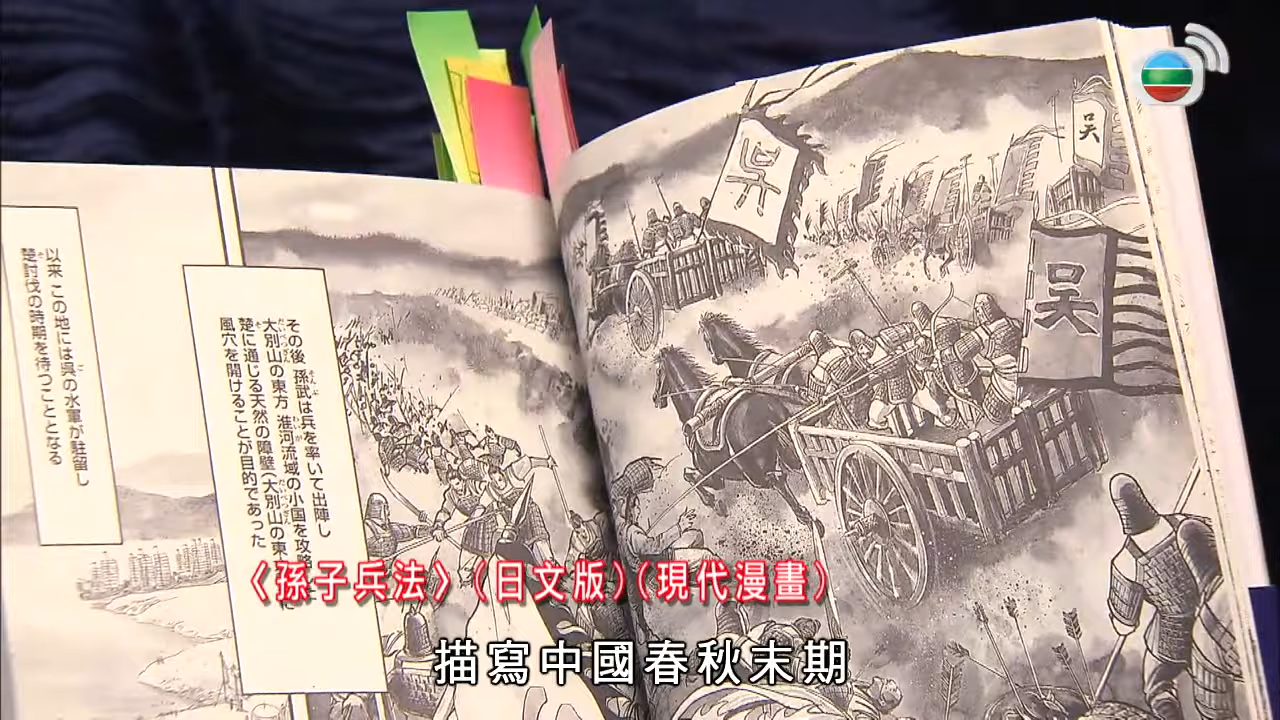 以来 この地には呉の水軍が駐留し
楚討伐の時期を待つこととなる
その後 孫武は兵を率いて出陣し
大別山の東方 淮河流域の小国を攻略
楚に通じる天然の障壁〝大別山の東
風穴を開けることが目的であった
吳
吳
吳
〈孫子兵法〉(日文版)(現代漫畫)
描寫中國春秋末期